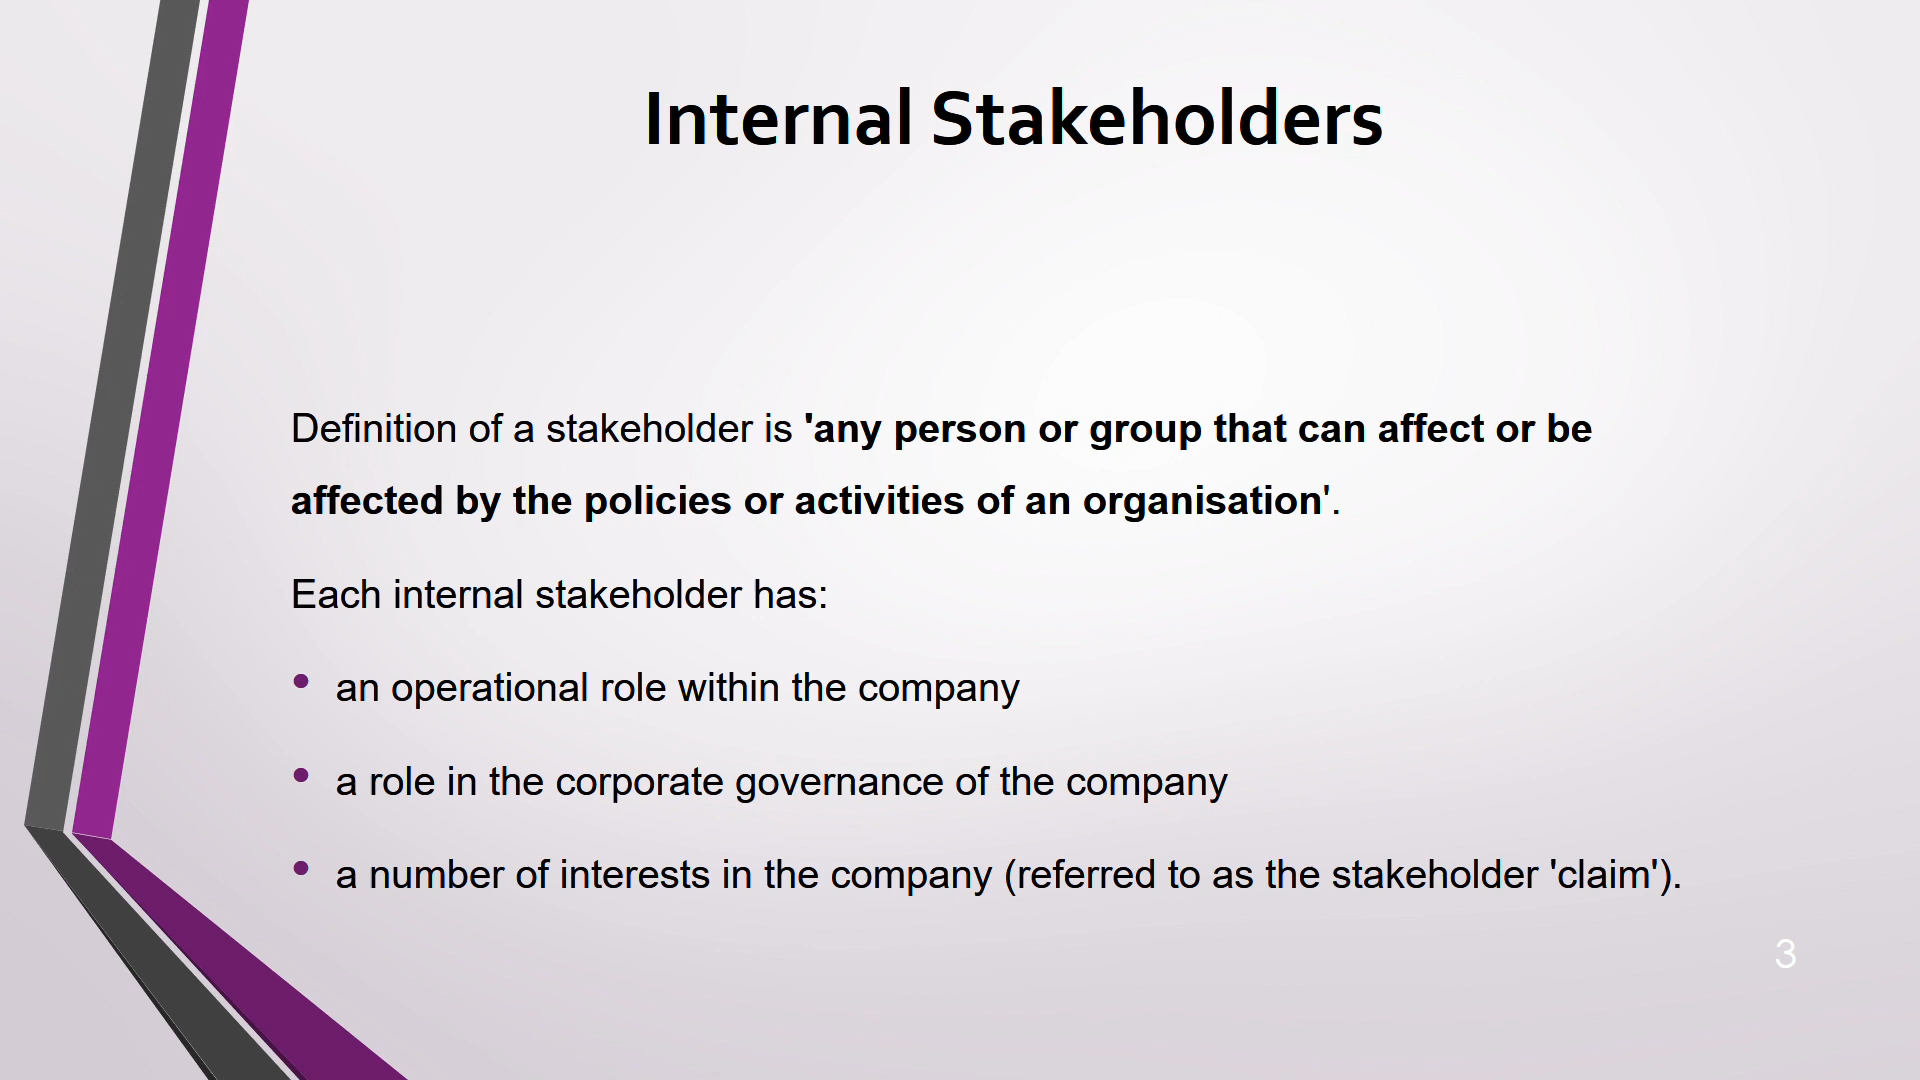 Internal Stakeholders
Definition of a stakeholder is 'any person or group that can affect or be
affected by the policies or activities of an organisation'.
Each internal stakeholder has:
• an operational role within the company
• a role in the corporate governance of the company
• a number of interests in the company (referred to as the stakeholder 'claim').
3